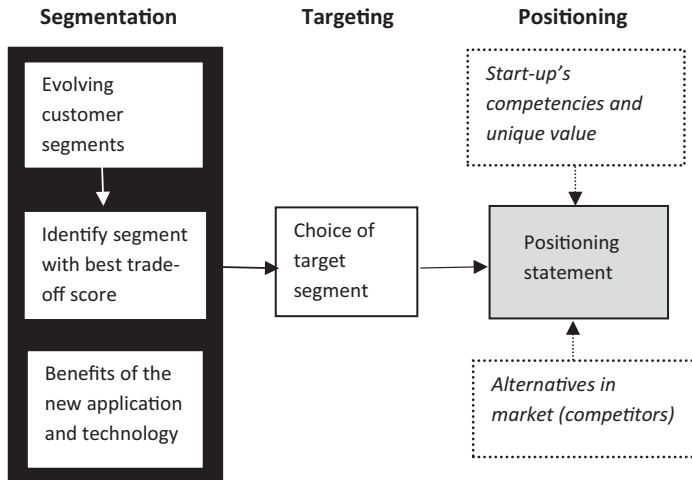 Segmentation
Targeting
Positioning
Evolving
customer
segments
Identify segment
with best trade-
off score
Benefits of the
new application
and technology
Choice of
target
segment
Start-up’s
competencies and
unique value
Positioning
statement
Alternatives in
market (competitors)